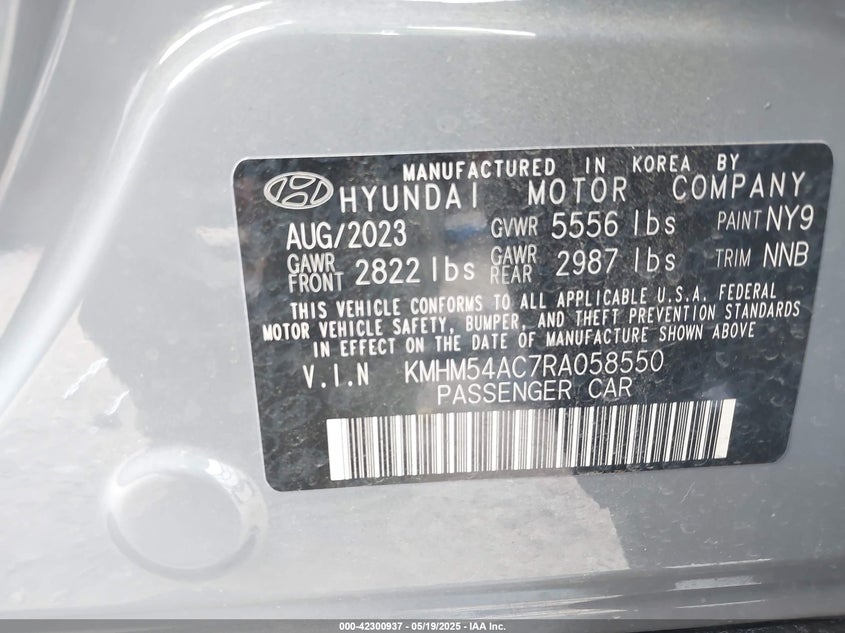 MANUFACTURED IN KOREA BY
HYUNDAI MOTOR COMPANY
AUG/2023 GVWR 5556 lbs PAINT NY9
GAWR FRONT 2822 lbs GAWR REAR 2987 lbs TRIM NNB
THIS VEHICLE CONFORMS TO ALL APPLICABLE U.S.A. FEDERAL
MOTOR VEHICLE SAFETY, BUMPER, AND THEFT PREVENTION STANDARDS
IN EFFECT ON THE DATE OF MANUFACTURE SHOWN ABOVE
V.I.N KMHM54AC7RA058550
PASSENGER CAR
000-42300937 - 05/19/2025 - IAA Inc.